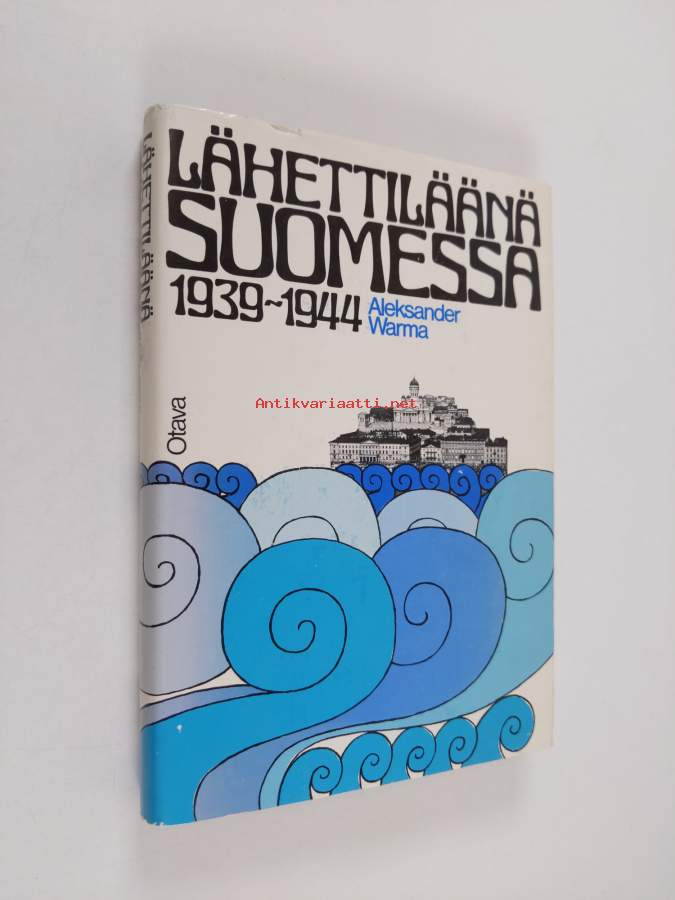 LÄHETTILÄÄNÄ
LÄHETTILÄÄNÄ
SUOMESSA
1939~1944
Aleksander
Warma
Antikvariaatti.net
Otava